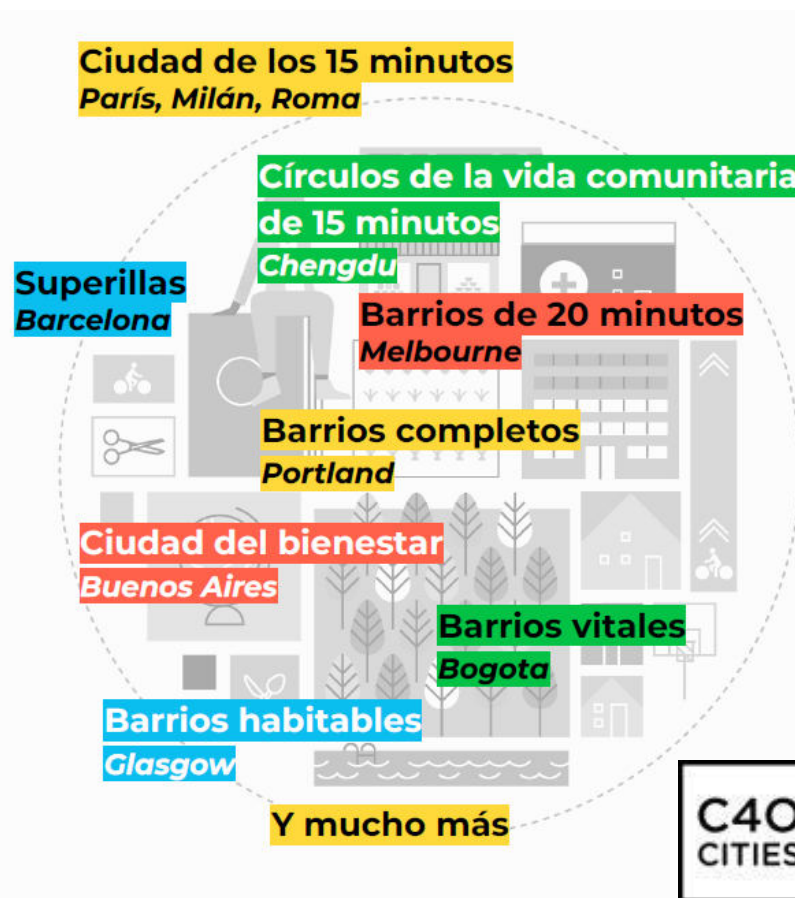 Ciudad de los 15 minutos
París, Milán, Roma
Círculos de la vida comunitaria
de 15 minutos
Chengdu
Superillas
Barcelona
Barrios de 20 minutos
Melbourne
Barrios completos
Portland
Ciudad del bienestar
Buenos Aires
Barrios vitales
Bogota
Barrios habitables
Glasgow
Y mucho más
C40
CITIES